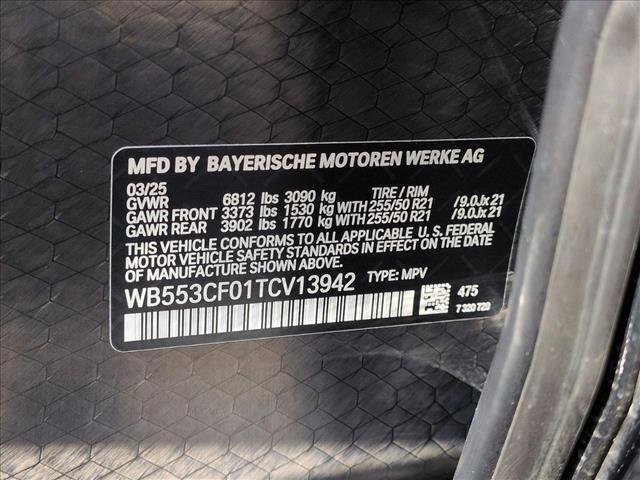 MFD BY BAYERISCHE MOTOREN WERKE AG
03/25
GVWR 6812 lbs 3090 kg TIRE / RIM
GAWR FRONT 3373 lbs 1530 kg WITH 255/50 R21 /9.0Jx21
GAWR REAR 3902 lbs 1770 kg WITH 255/50 R21 /9.0Jx21
THIS VEHICLE CONFORMS TO ALL APPLICABLE U.S. FEDERAL
MOTOR VEHICLE SAFETY STANDARDS IN EFFECT ON THE DATE
OF MANUFACTURE SHOWN ABOVE.
WB553CF01TCV13942 TYPE: MPV
475
7 320 720